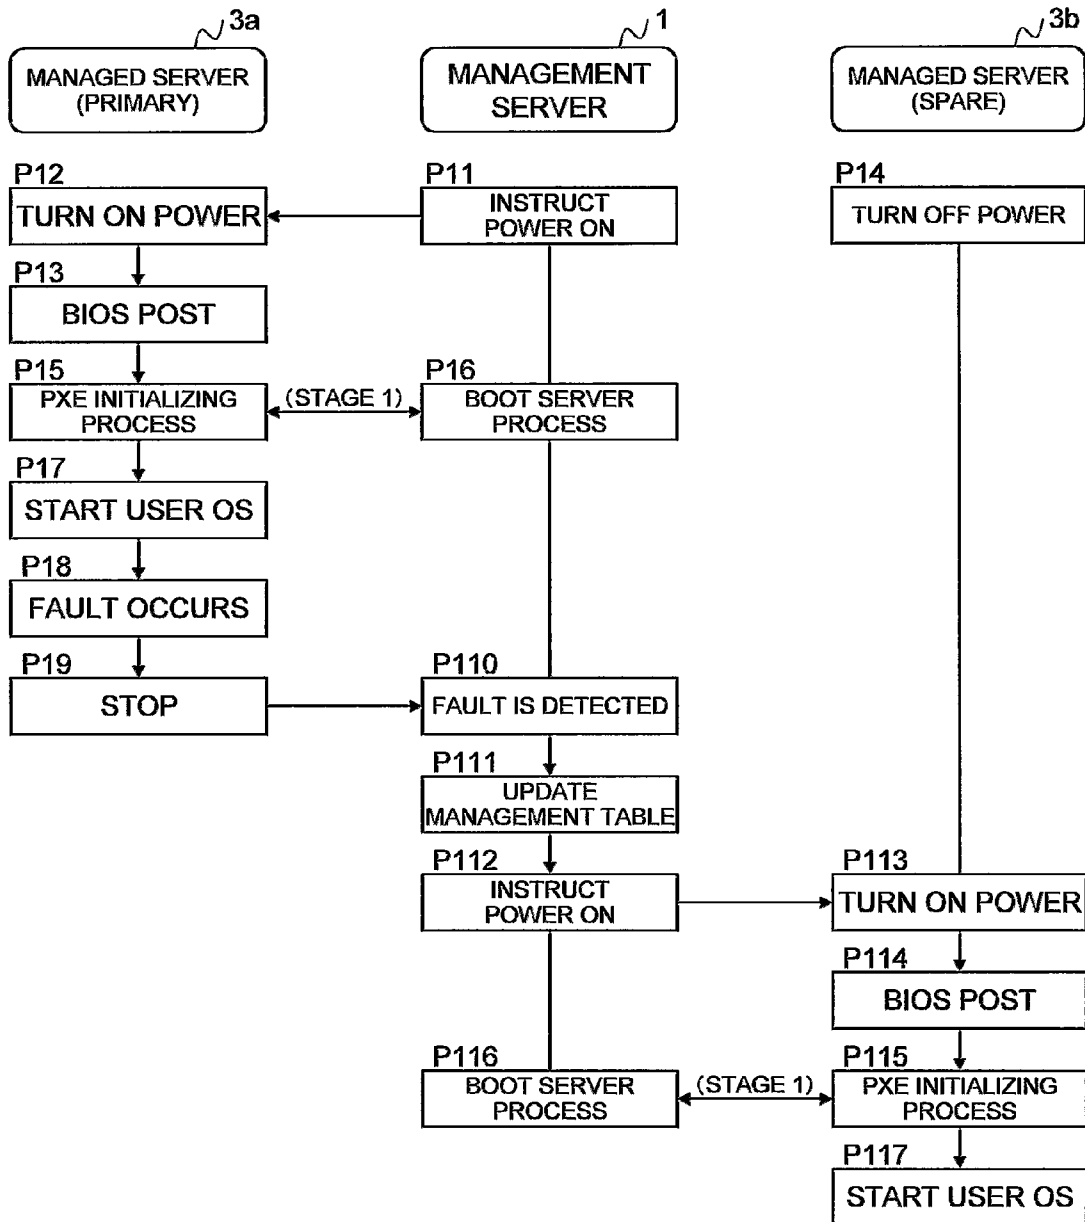 3a
1
3b
MANAGED SERVER
(PRIMARY)
MANAGEMENT
SERVER
MANAGED SERVER
(SPARE)
P12
TURN ON POWER
P11
INSTRUCT
POWER ON
P14
TURN OFF POWER
P13
BIOS POST
P15
PXE INITIALIZING
PROCESS
(STAGE 1)
P16
BOOT SERVER
PROCESS
P17
START USER OS
P18
FAULT OCCURS
P19
STOP
P110
FAULT IS DETECTED
P111
UPDATE
MANAGEMENT TABLE
P112
INSTRUCT
POWER ON
P113
TURN ON POWER
P114
BIOS POST
P116
BOOT SERVER
PROCESS
(STAGE 1)
P115
PXE INITIALIZING
PROCESS
P117
START USER OS